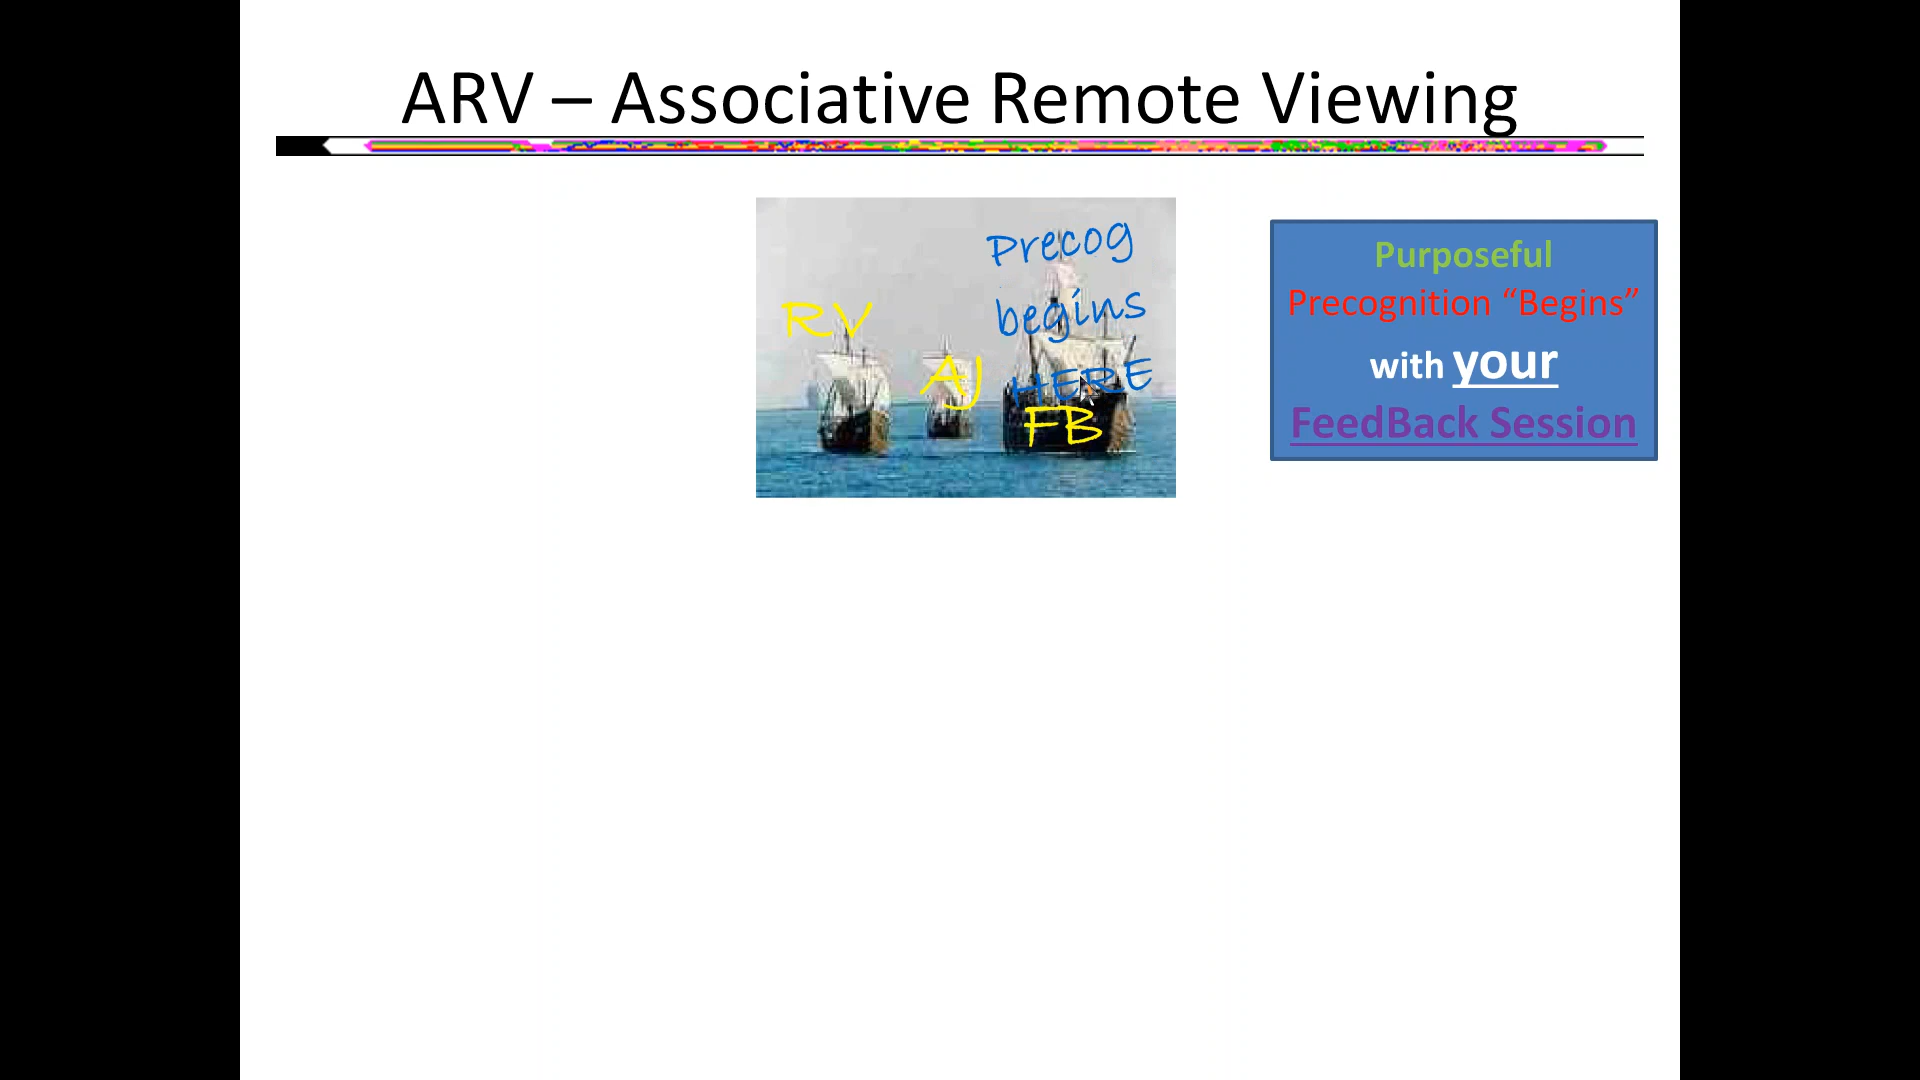 ARV – Associative Remote Viewing
Precog
begins
HERE
RV
AJ
FB
Purposeful
Precognition “Begins”
with your
FeedBack Session